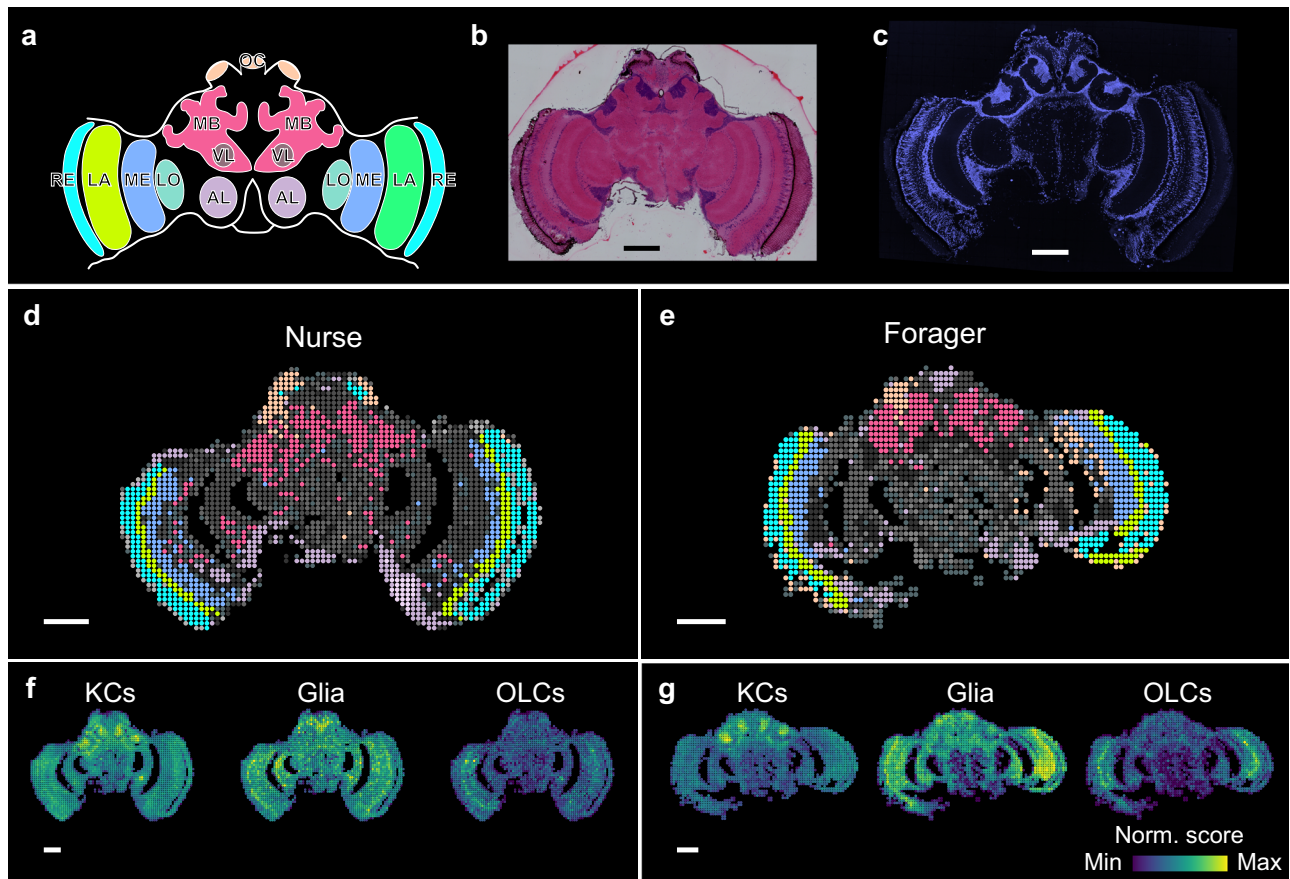 a
b
c
OC
MB MB
VL VL
RE LA ME LO LO ME LA RE
AL AL
d
Nurse
e
Forager
f
KCs Glia OLCs
g
KCs Glia OLCs
Norm. score
Min Max